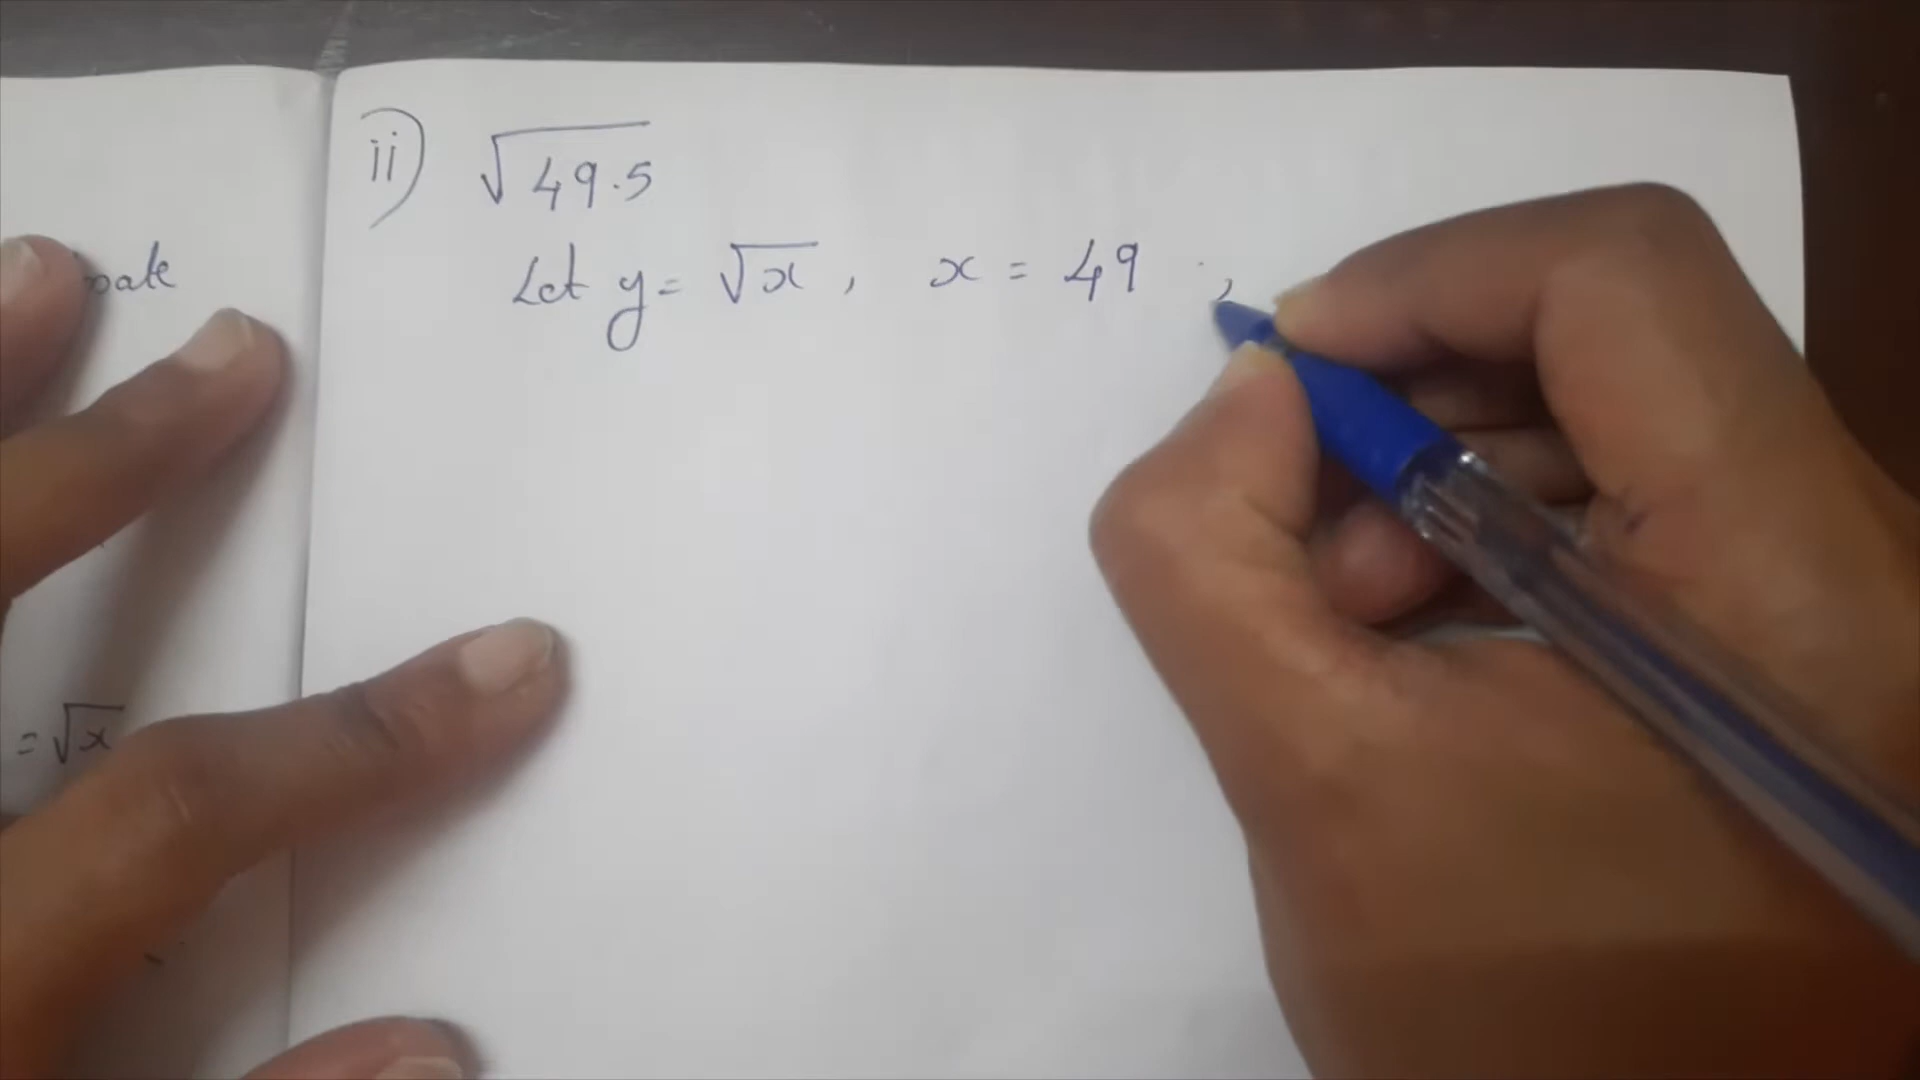 ii) √49.5
Let y = √x , x = 49 ;
= √x